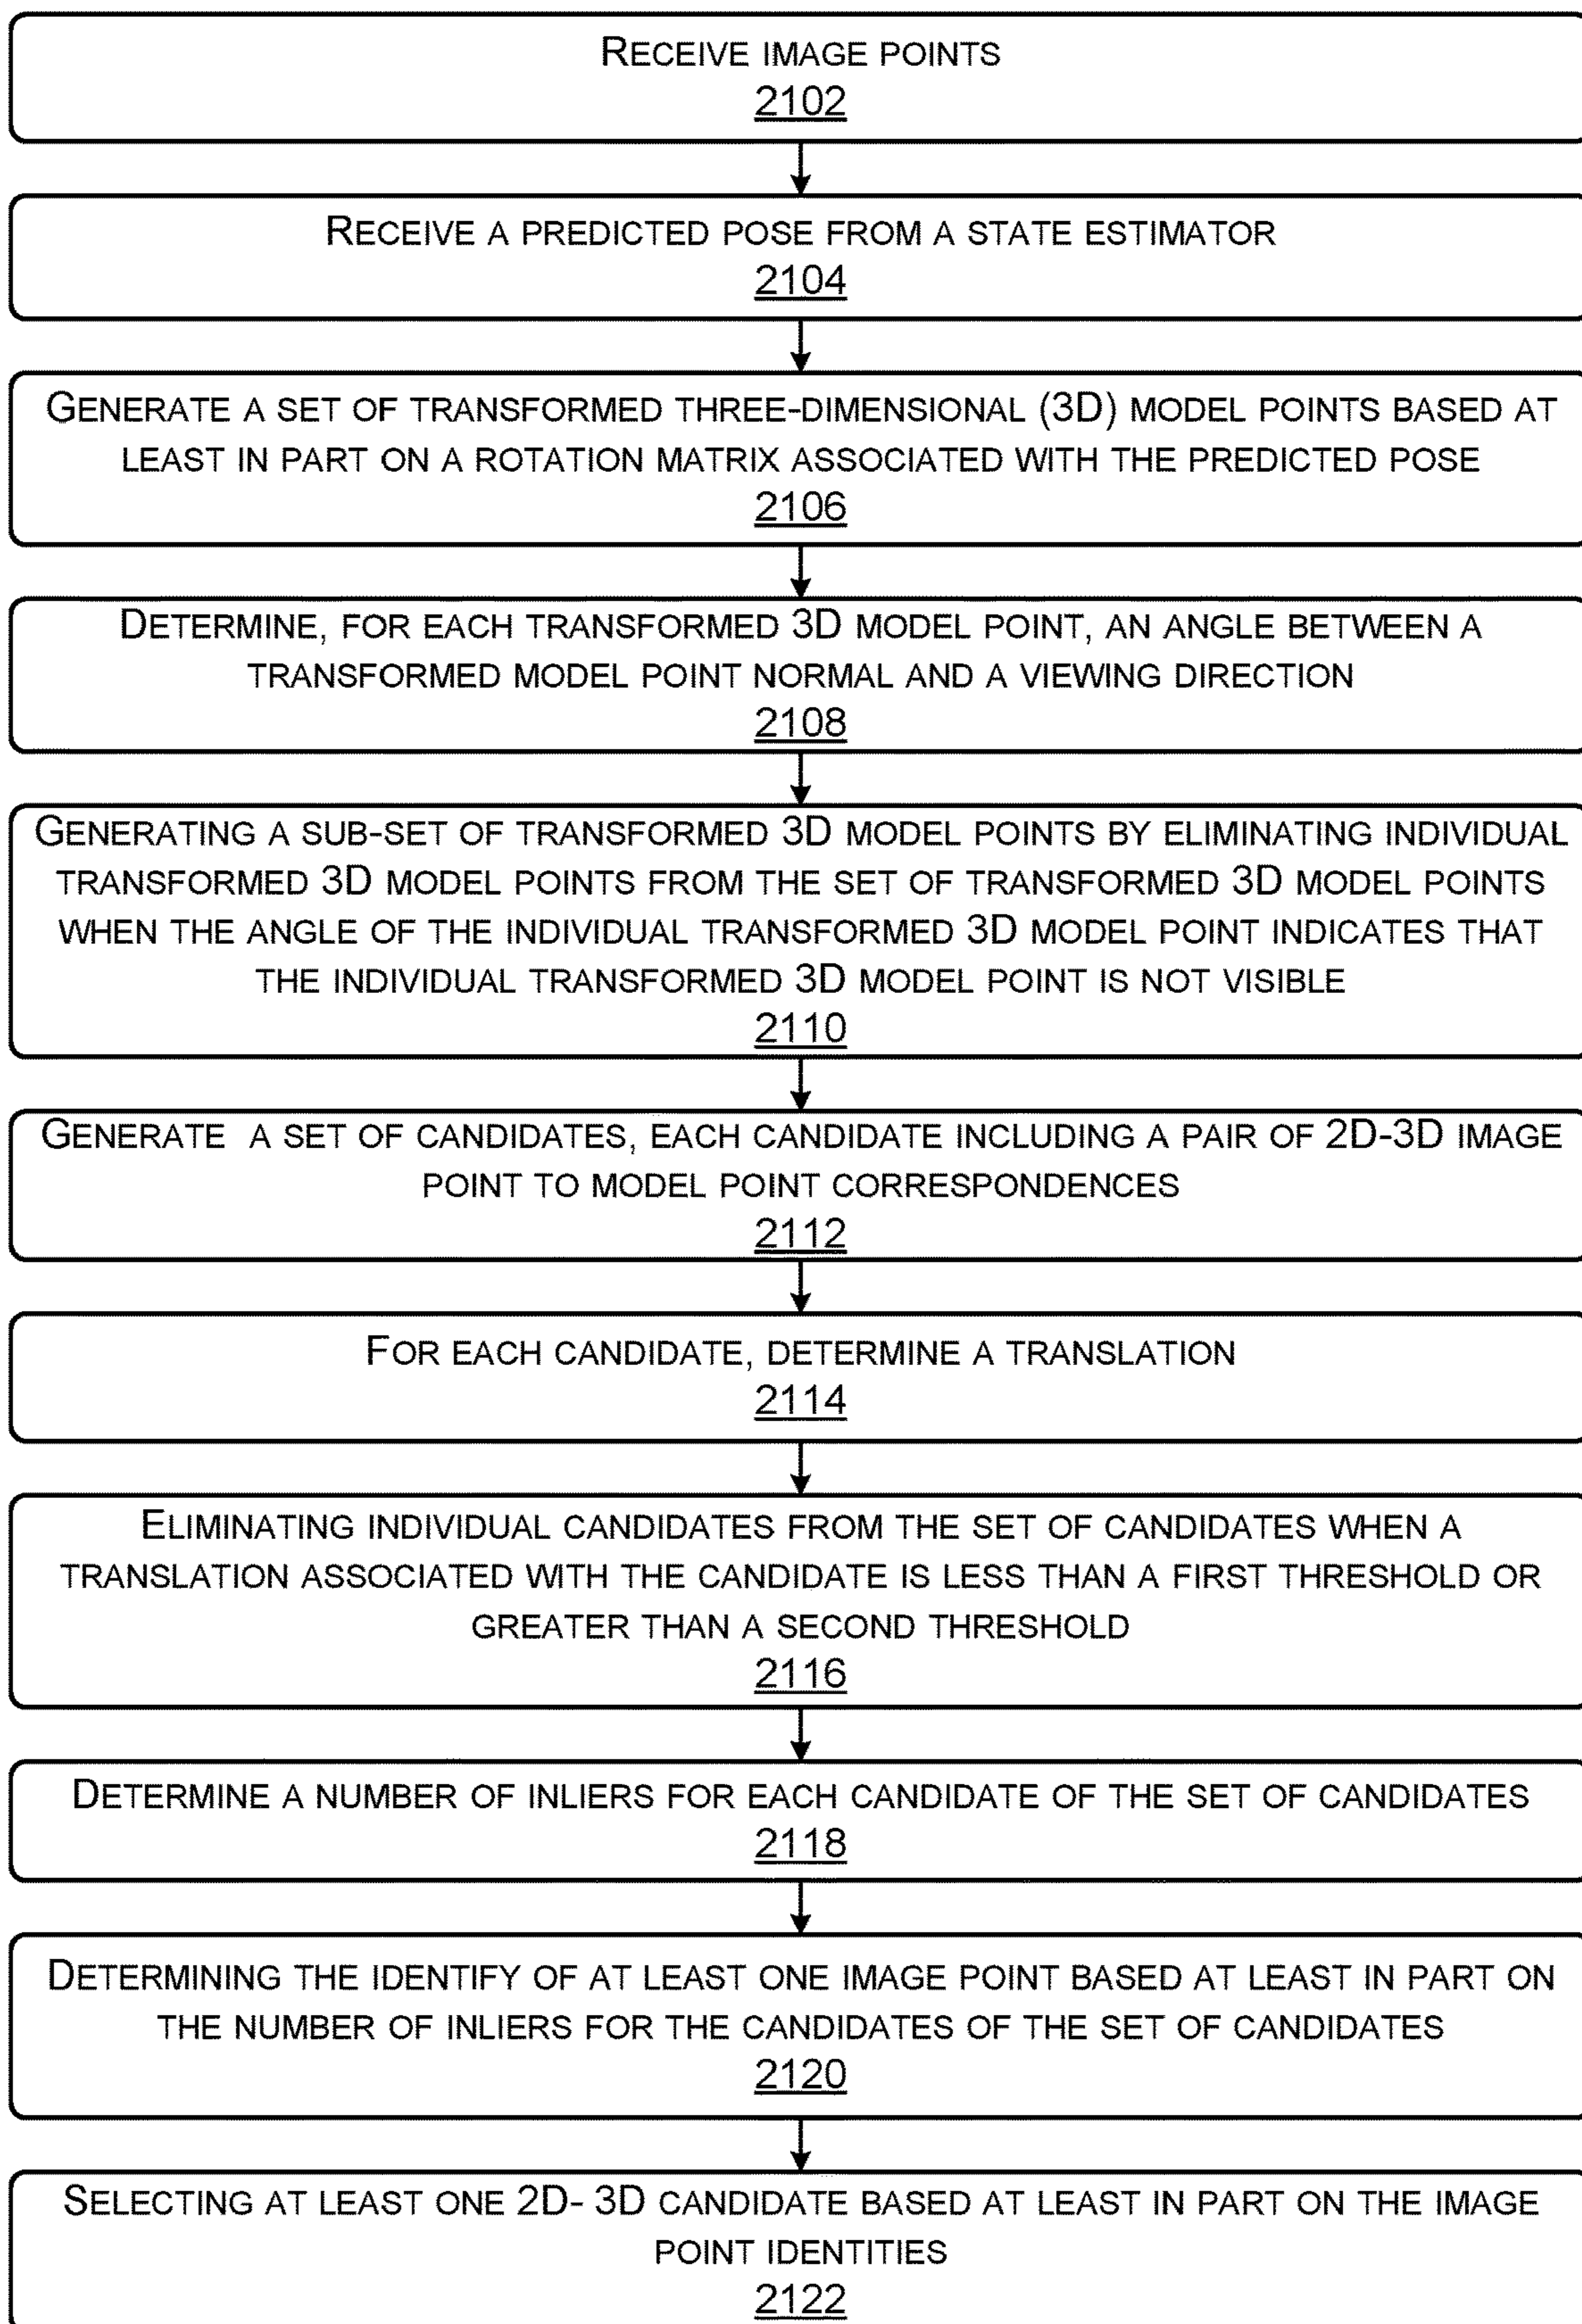 RECEIVE IMAGE POINTS
2102
RECEIVE A PREDICTED POSE FROM A STATE ESTIMATOR
2104
GENERATE A SET OF TRANSFORMED THREE-DIMENSIONAL (3D) MODEL POINTS BASED AT
LEAST IN PART ON A ROTATION MATRIX ASSOCIATED WITH THE PREDICTED POSE
2106
DETERMINE, FOR EACH TRANSFORMED 3D MODEL POINT, AN ANGLE BETWEEN A
TRANSFORMED MODEL POINT NORMAL AND A VIEWING DIRECTION
2108
GENERATING A SUB-SET OF TRANSFORMED 3D MODEL POINTS BY ELIMINATING INDIVIDUAL
TRANSFORMED 3D MODEL POINTS FROM THE SET OF TRANSFORMED 3D MODEL POINTS
WHEN THE ANGLE OF THE INDIVIDUAL TRANSFORMED 3D MODEL POINT INDICATES THAT
THE INDIVIDUAL TRANSFORMED 3D MODEL POINT IS NOT VISIBLE
2110
GENERATE A SET OF CANDIDATES, EACH CANDIDATE INCLUDING A PAIR OF 2D-3D IMAGE
POINT TO MODEL POINT CORRESPONDENCES
2112
FOR EACH CANDIDATE, DETERMINE A TRANSLATION
2114
ELIMINATING INDIVIDUAL CANDIDATES FROM THE SET OF CANDIDATES WHEN A
TRANSLATION ASSOCIATED WITH THE CANDIDATE IS LESS THAN A FIRST THRESHOLD OR
GREATER THAN A SECOND THRESHOLD
2116
DETERMINE A NUMBER OF INLIERS FOR EACH CANDIDATE OF THE SET OF CANDIDATES
2118
DETERMINING THE IDENTIFY OF AT LEAST ONE IMAGE POINT BASED AT LEAST IN PART ON
THE NUMBER OF INLIERS FOR THE CANDIDATES OF THE SET OF CANDIDATES
2120
SELECTING AT LEAST ONE 2D- 3D CANDIDATE BASED AT LEAST IN PART ON THE IMAGE
POINT IDENTITIES
2122